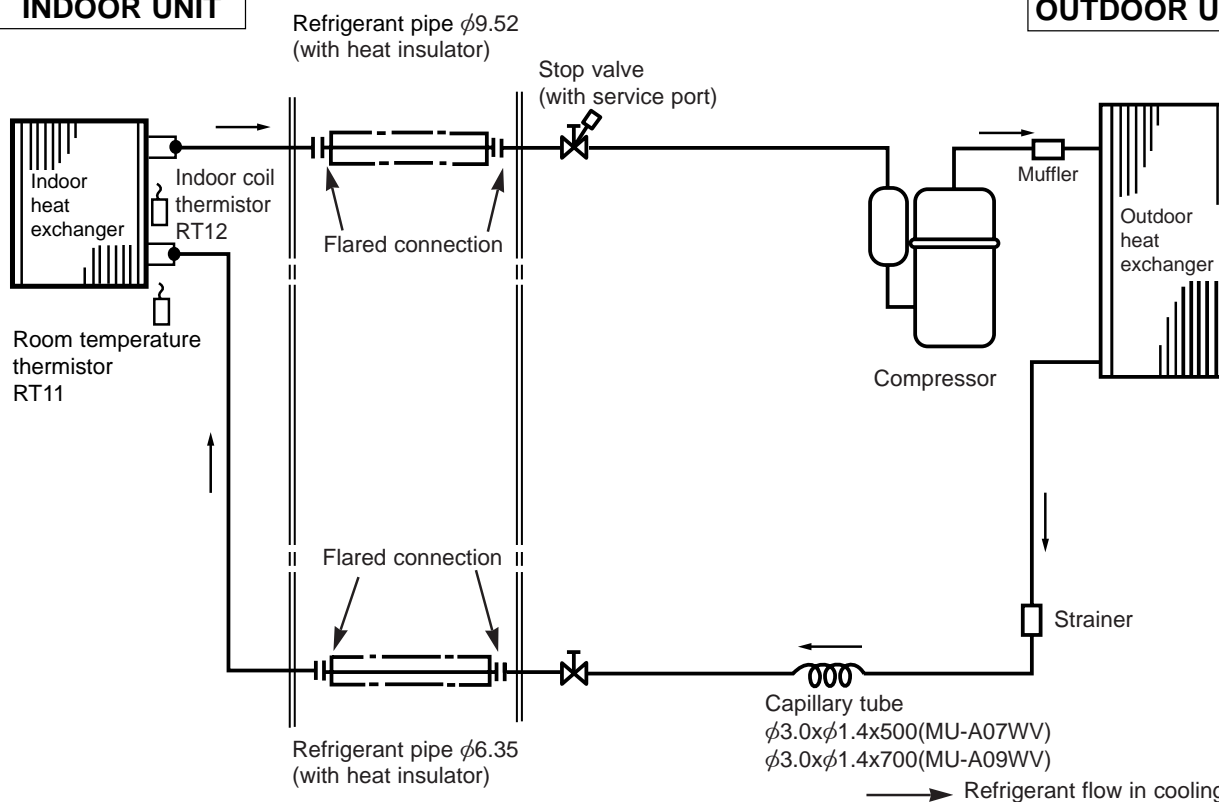 INDOOR UNIT
OUTDOOR U
Refrigerant pipe ϕ9.52
(with heat insulator)
Stop valve
(with service port)
Indoor
heat
exchanger
Indoor coil
thermistor
RT12
Flared connection
Muffler
Outdoor
heat
exchanger
Room temperature
thermistor
RT11
Compressor
Flared connection
Strainer
Capillary tube
ϕ3.0xϕ1.4x500(MU-A07WV)
ϕ3.0xϕ1.4x700(MU-A09WV)
Refrigerant pipe ϕ6.35
(with heat insulator)
Refrigerant flow in cooling